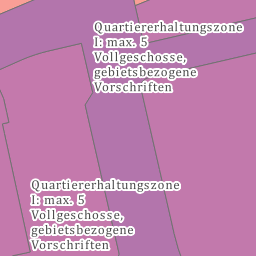 Quartiererhaltungszone
I: max. 5
Vollgeschosse,
gebietsbezogene
Vorschriften
Quartiererhaltungszone
I: max. 5
Vollgeschosse,
gebietsbezogene
Vorschriften